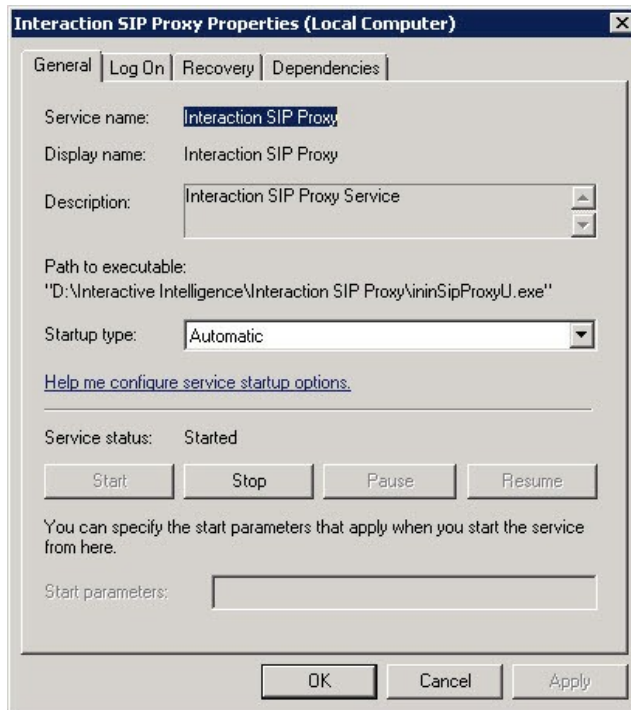 Interaction SIP Proxy Properties (Local Computer)
General Log On Recovery Dependencies
Service name: Interaction SIP Proxy
Display name: Interaction SIP Proxy
Description: Interaction SIP Proxy Service
Path to executable:
"D:\Interactive Intelligence\Interaction SIP Proxy\ininSipProxyU.exe"
Startup type: Automatic
Help me configure service startup options.
Service status: Started
Start Stop Pause Resume
You can specify the start parameters that apply when you start the service
from here.
Start parameters:
OK Cancel Apply